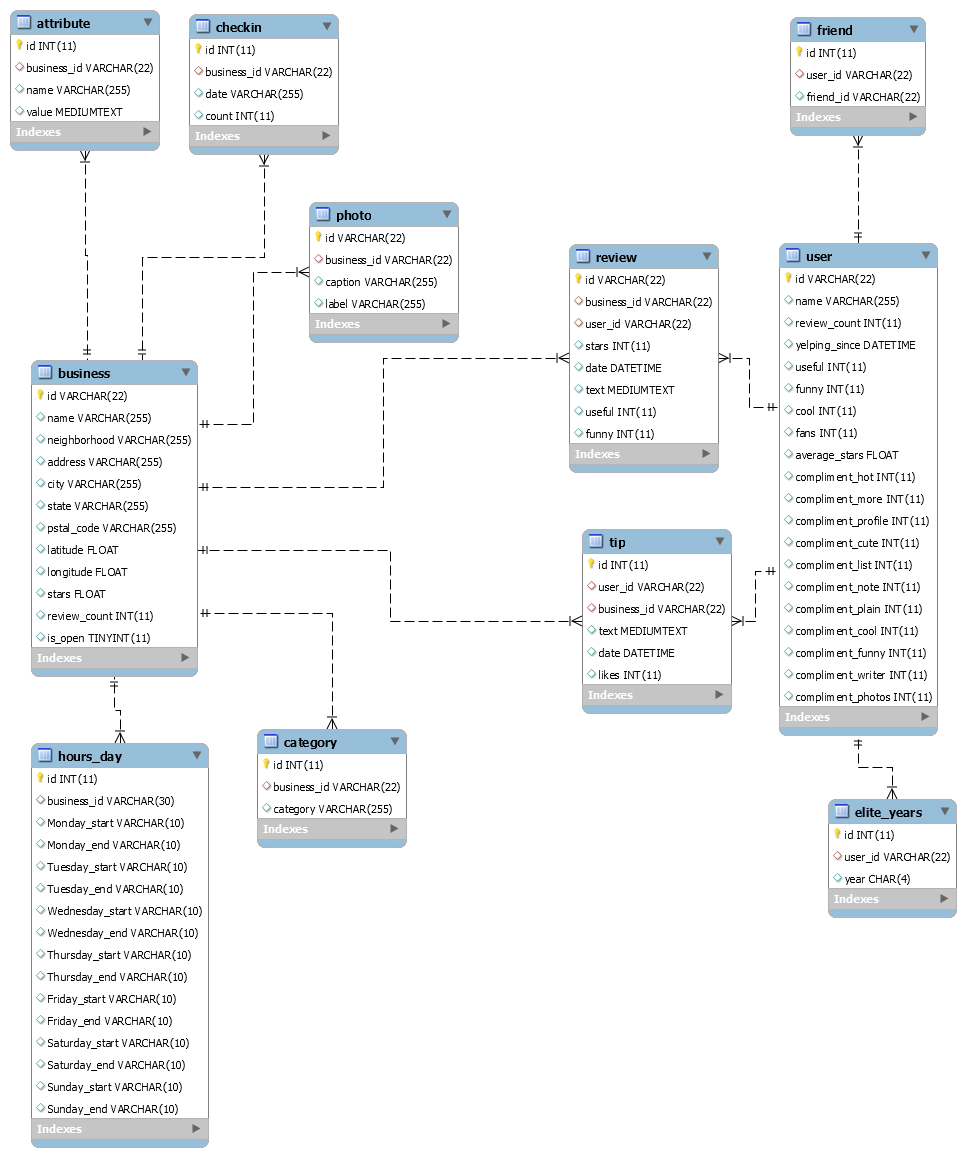 attribute
id INT(11)
business_id VARCHAR(22)
name VARCHAR(255)
value MEDIUMTEXT
Indexes
checkin
id INT(11)
business_id VARCHAR(22)
date VARCHAR(255)
count INT(11)
Indexes
friend
id INT(11)
user_id VARCHAR(22)
friend_id VARCHAR(22)
Indexes
photo
id VARCHAR(22)
business_id VARCHAR(22)
caption VARCHAR(255)
label VARCHAR(255)
Indexes
review
id VARCHAR(22)
business_id VARCHAR(22)
user_id VARCHAR(22)
stars INT(11)
date DATETIME
text MEDIUMTEXT
useful INT(11)
funny INT(11)
Indexes
user
id VARCHAR(22)
name VARCHAR(255)
review_count INT(11)
yelping_since DATETIME
useful INT(11)
funny INT(11)
cool INT(11)
fans INT(11)
average_stars FLOAT
compliment_hot INT(11)
compliment_more INT(11)
compliment_profile INT(11)
compliment_cute INT(11)
compliment_list INT(11)
compliment_note INT(11)
compliment_plain INT(11)
compliment_cool INT(11)
compliment_funny INT(11)
compliment_writer INT(11)
compliment_photos INT(11)
Indexes
business
id VARCHAR(22)
name VARCHAR(255)
neighborhood VARCHAR(255)
address VARCHAR(255)
city VARCHAR(255)
state VARCHAR(255)
pstal_code VARCHAR(255)
latitude FLOAT
longitude FLOAT
stars FLOAT
review_count INT(11)
is_open TINYINT(11)
Indexes
tip
id INT(11)
user_id VARCHAR(22)
business_id VARCHAR(22)
text MEDIUMTEXT
date DATETIME
likes INT(11)
Indexes
category
id INT(11)
business_id VARCHAR(22)
category VARCHAR(255)
Indexes
hours_day
id INT(11)
business_id VARCHAR(30)
Monday_start VARCHAR(10)
Monday_end VARCHAR(10)
Tuesday_start VARCHAR(10)
Tuesday_end VARCHAR(10)
Wednesday_start VARCHAR(10)
Wednesday_end VARCHAR(10)
Thursday_start VARCHAR(10)
Thursday_end VARCHAR(10)
Friday_start VARCHAR(10)
Friday_end VARCHAR(10)
Saturday_start VARCHAR(10)
Saturday_end VARCHAR(10)
Sunday_start VARCHAR(10)
Sunday_end VARCHAR(10)
Indexes
elite_years
id INT(11)
user_id VARCHAR(22)
year CHAR(4)
Indexes